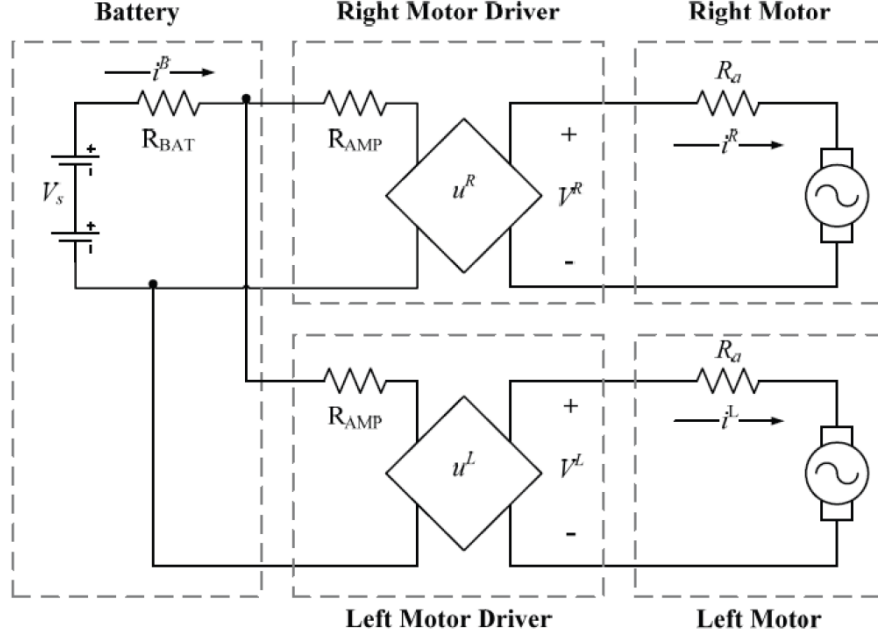 Battery
Right Motor Driver
Right Motor
i^B
R_BAT
R_AMP
u^R
+
V^R
-
R_a
i^R
V_s
+
-
+
-
R_AMP
u^L
+
V^L
-
R_a
i^L
Left Motor Driver
Left Motor